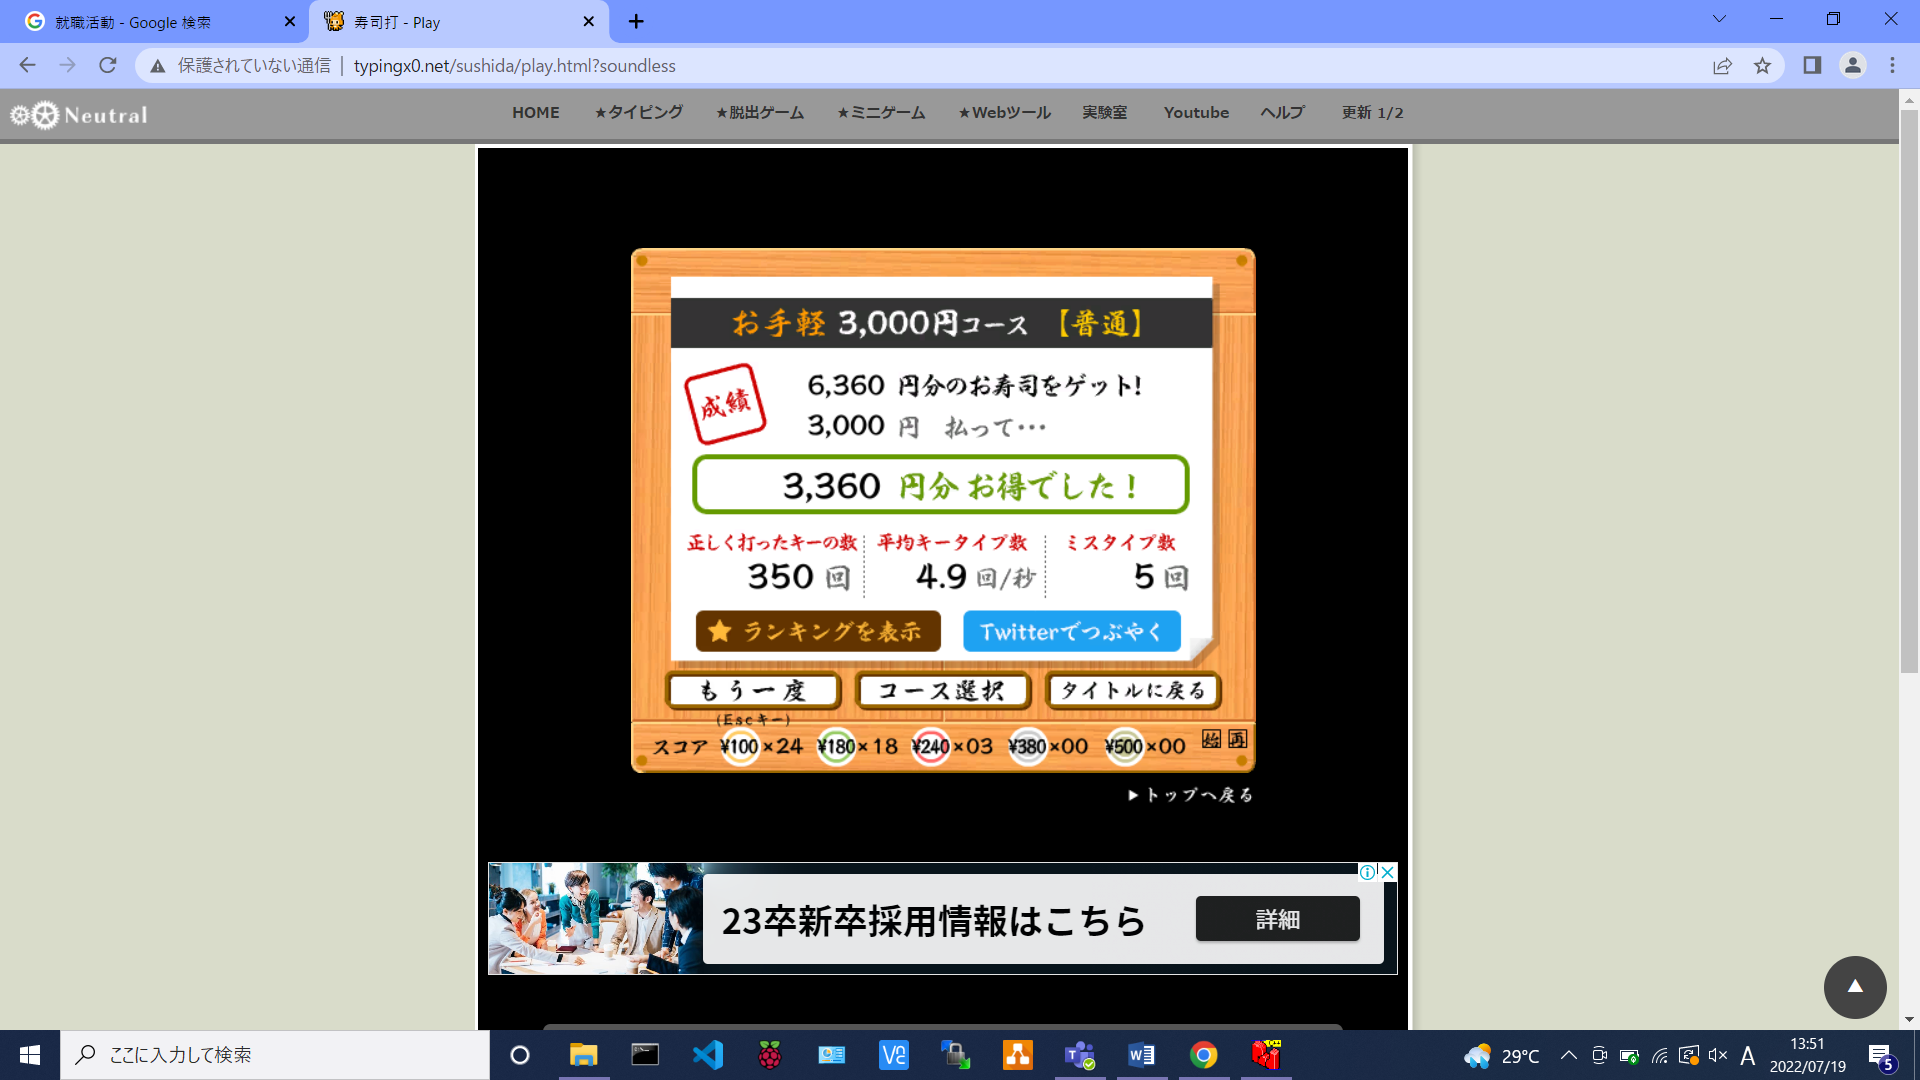 就職活動 - Google 検索
寿司打 - Play
保護されていない通信 | typingx0.net/sushida/play.html?soundless
Neutral
HOME ★タイピング ★脱出ゲーム ★ミニゲーム ★Webツール 実験室 Youtube ヘルプ 更新 1/2
お手軽 3,000円コース 【普通】
成績
6,360 円分のお寿司をゲット!
3,000 円 払って・・・
3,360 円分 お得でした！
正しく打ったキーの数 平均キータイプ数 ミスタイプ数
350 回 4.9 回/秒 5 回
ランキングを表示 Twitterでつぶやく
もう一度 コース選択 タイトルに戻る
(Escキー)
スコア ¥100×24 ¥180×18 ¥240×03 ¥380×00 ¥500×00 始 再
▶トップへ戻る
23卒新卒採用情報はこちら
詳細
ここに入力して検索
29°C
A
13:51
2022/07/19
5